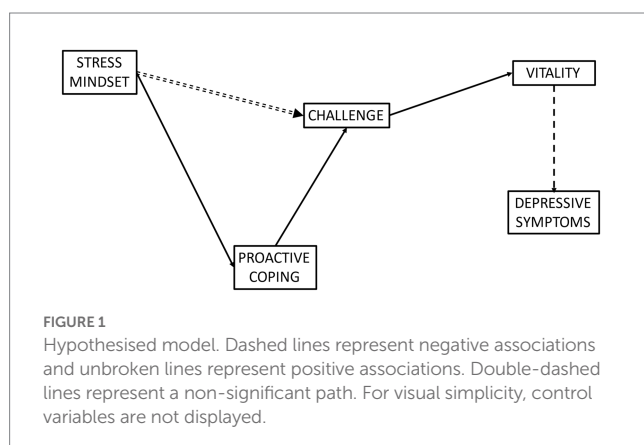 STRESS
MINDSET
VITALITY
CHALLENGE
DEPRESSIVE
SYMPTOMS
PROACTIVE
COPING
FIGURE 1
Hypothesised model. Dashed lines represent negative associations
and unbroken lines represent positive associations. Double-dashed
lines represent a non-significant path. For visual simplicity, control
variables are not displayed.